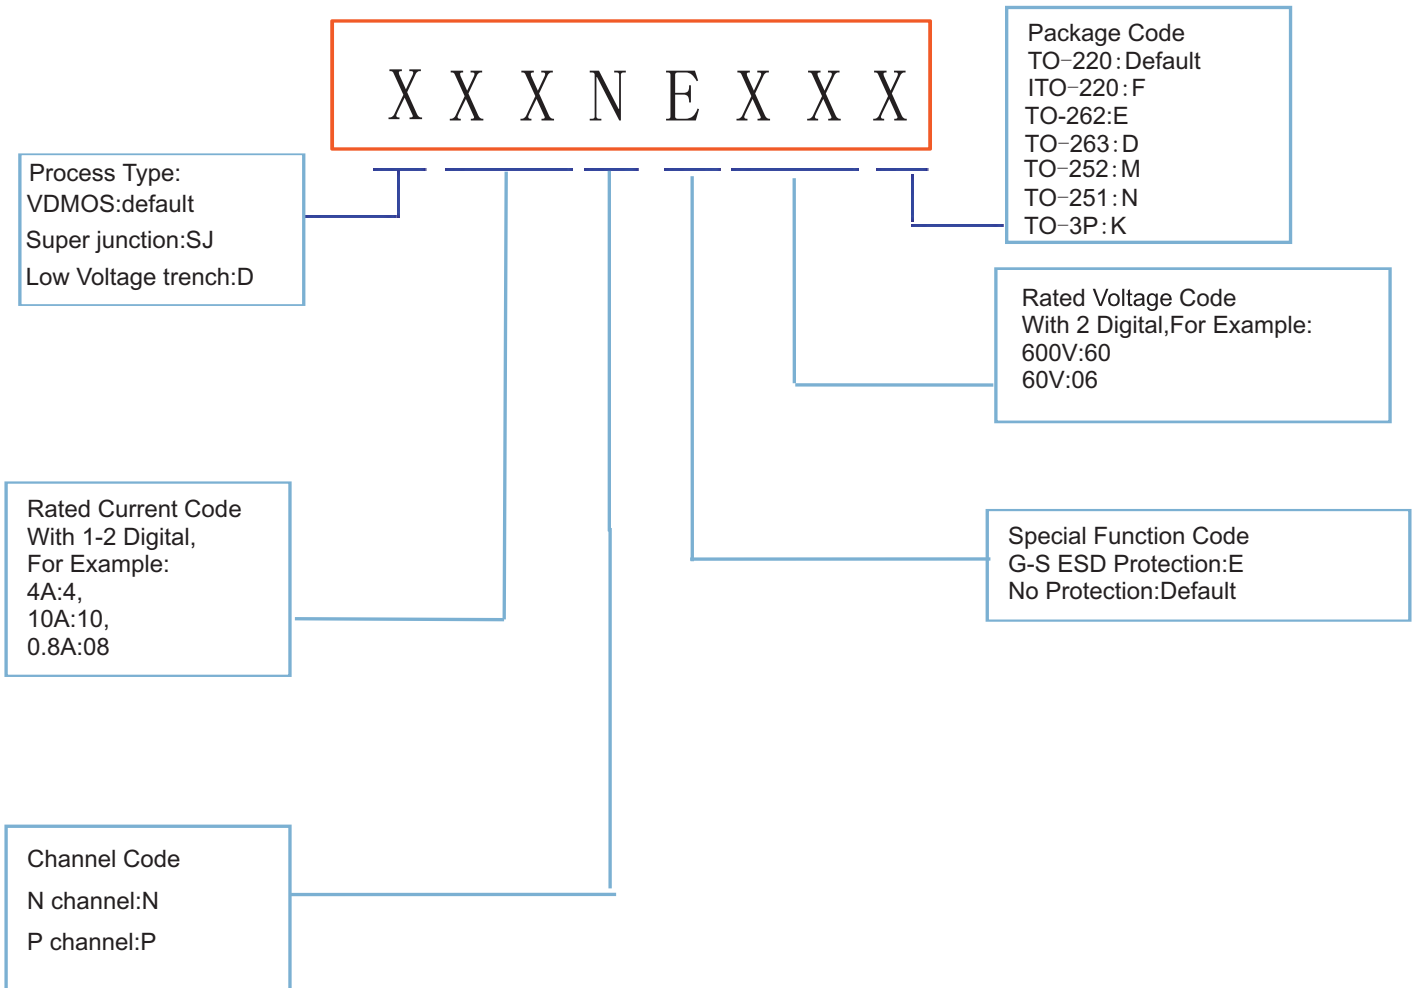 X X X N E X X X
Package Code
TO-220:Default
ITO-220:F
TO-262:E
TO-263:D
TO-252:M
TO-251:N
TO-3P:K
Process Type:
VDMOS:default
Super junction:SJ
Low Voltage trench:D
Rated Voltage Code
With 2 Digital,For Example:
600V:60
60V:06
Rated Current Code
With 1-2 Digital,
For Example:
4A:4,
10A:10,
0.8A:08
Special Function Code
G-S ESD Protection:E
No Protection:Default
Channel Code
N channel:N
P channel:P